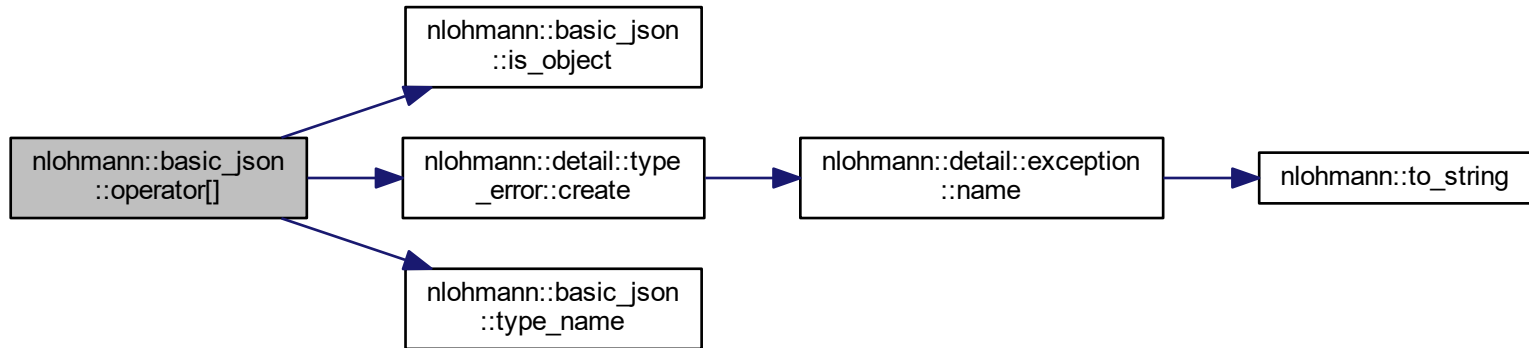 nlohmann::basic_json
::is_object
nlohmann::basic_json
::operator[]
nlohmann::detail::type
_error::create
nlohmann::detail::exception
::name
nlohmann::to_string
nlohmann::basic_json
::type_name